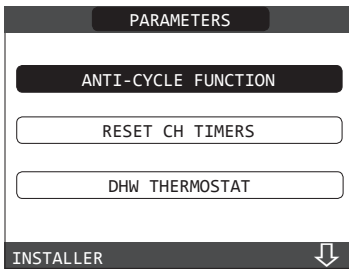 PARAMETERS
ANTI-CYCLE FUNCTION
RESET CH TIMERS
DHW THERMOSTAT
INSTALLER